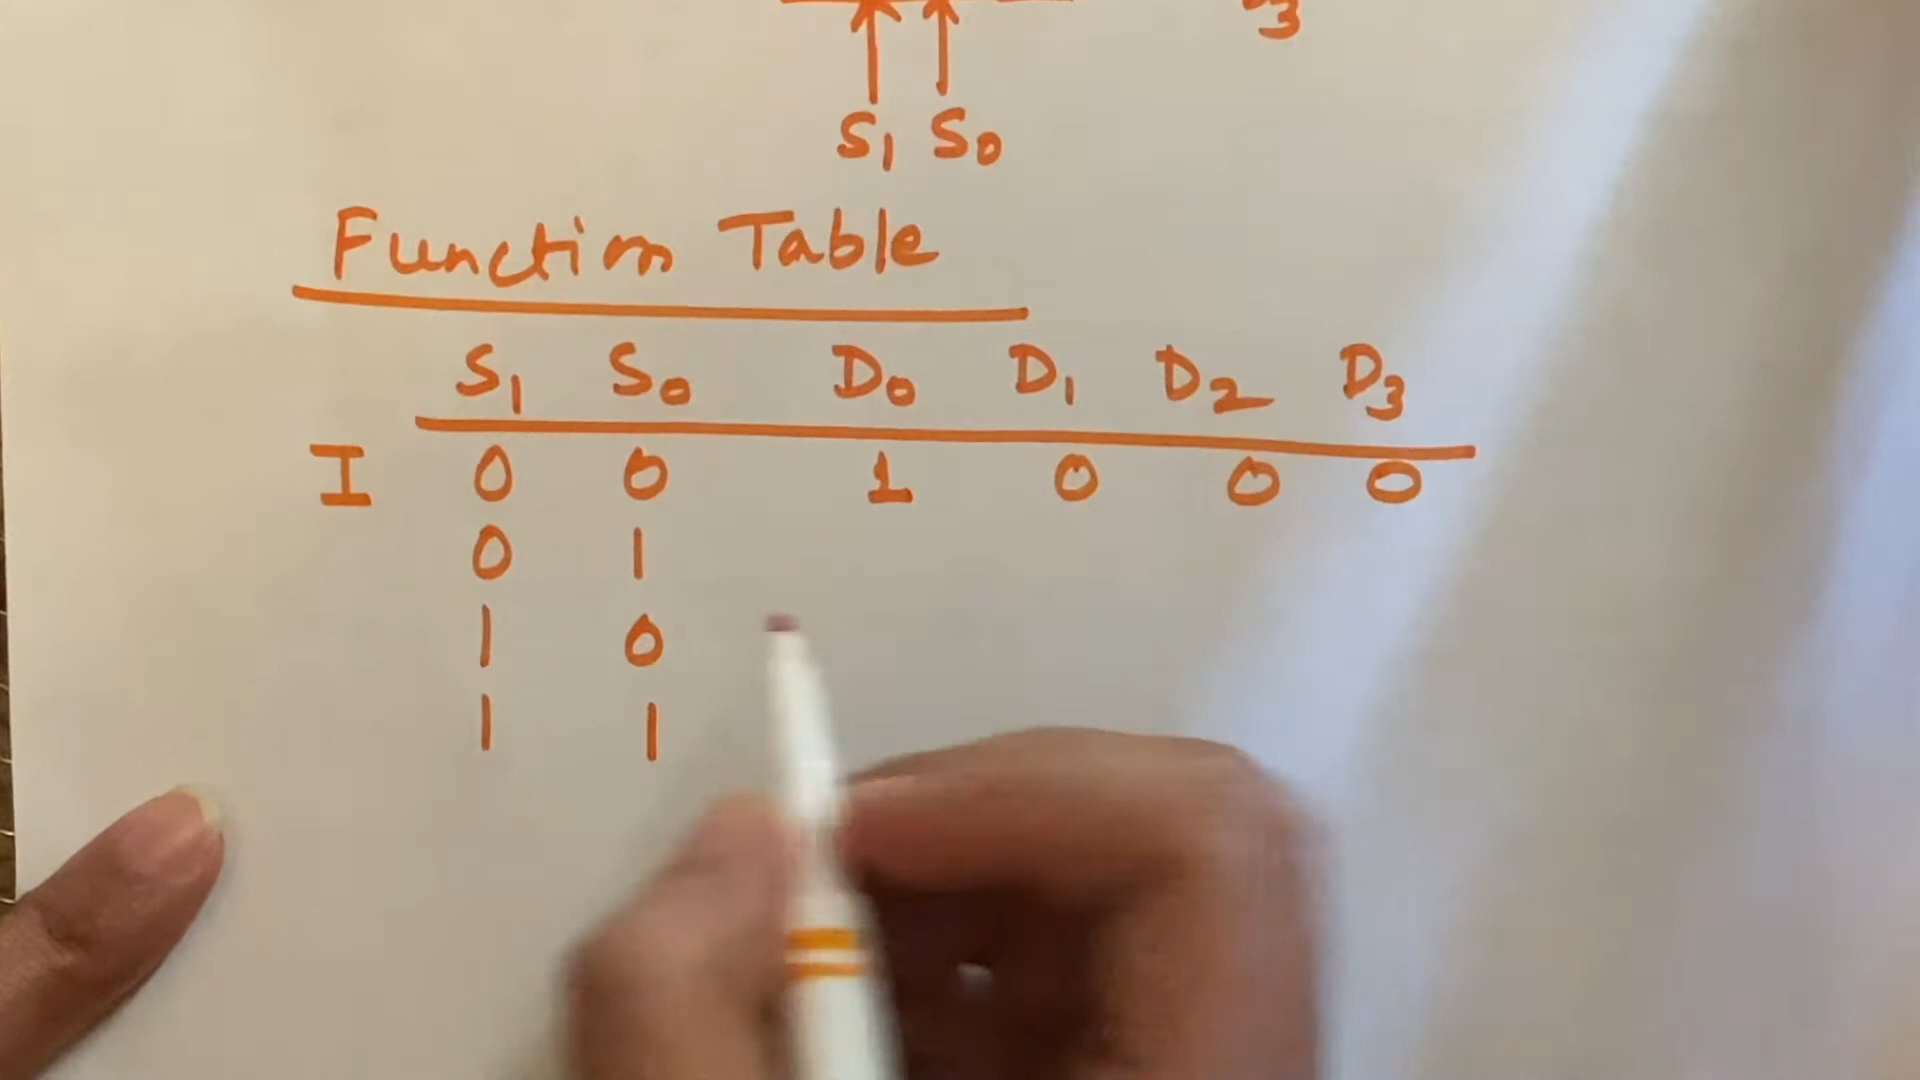 3
S1 S0
Function Table
S1 S0 D0 D1 D2 D3
I 0 0 1 0 0 0
0 1
1 0
1 1